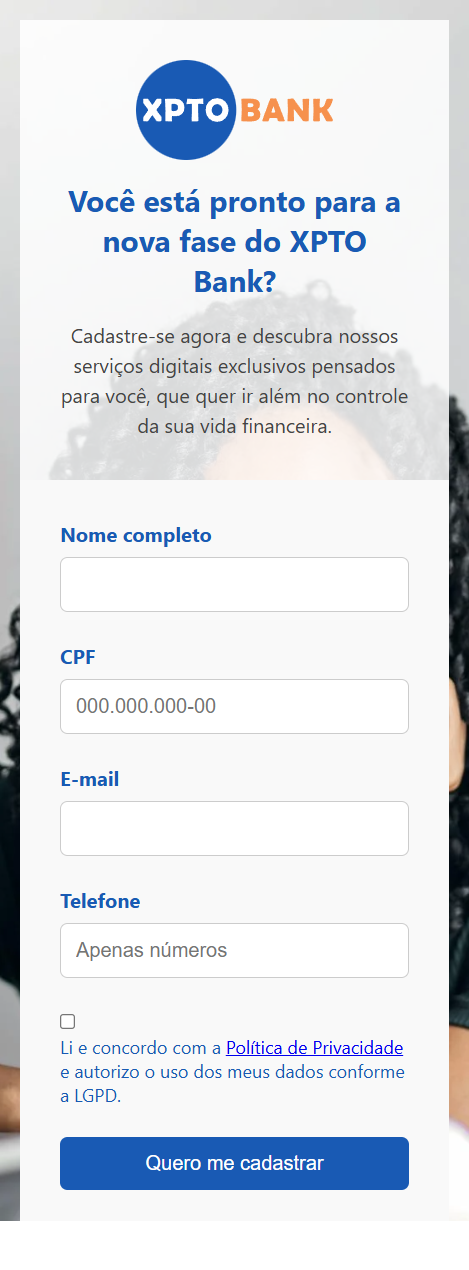 XPTO BANK
Você está pronto para a
nova fase do XPTO
Bank?
Cadastre-se agora e descubra nossos
serviços digitais exclusivos pensados
para você, que quer ir além no controle
da sua vida financeira.
Nome completo
CPF
000.000.000-00
E-mail
Telefone
Apenas números
Li e concordo com a Política de Privacidade
e autorizo o uso dos meus dados conforme
a LGPD.
Quero me cadastrar